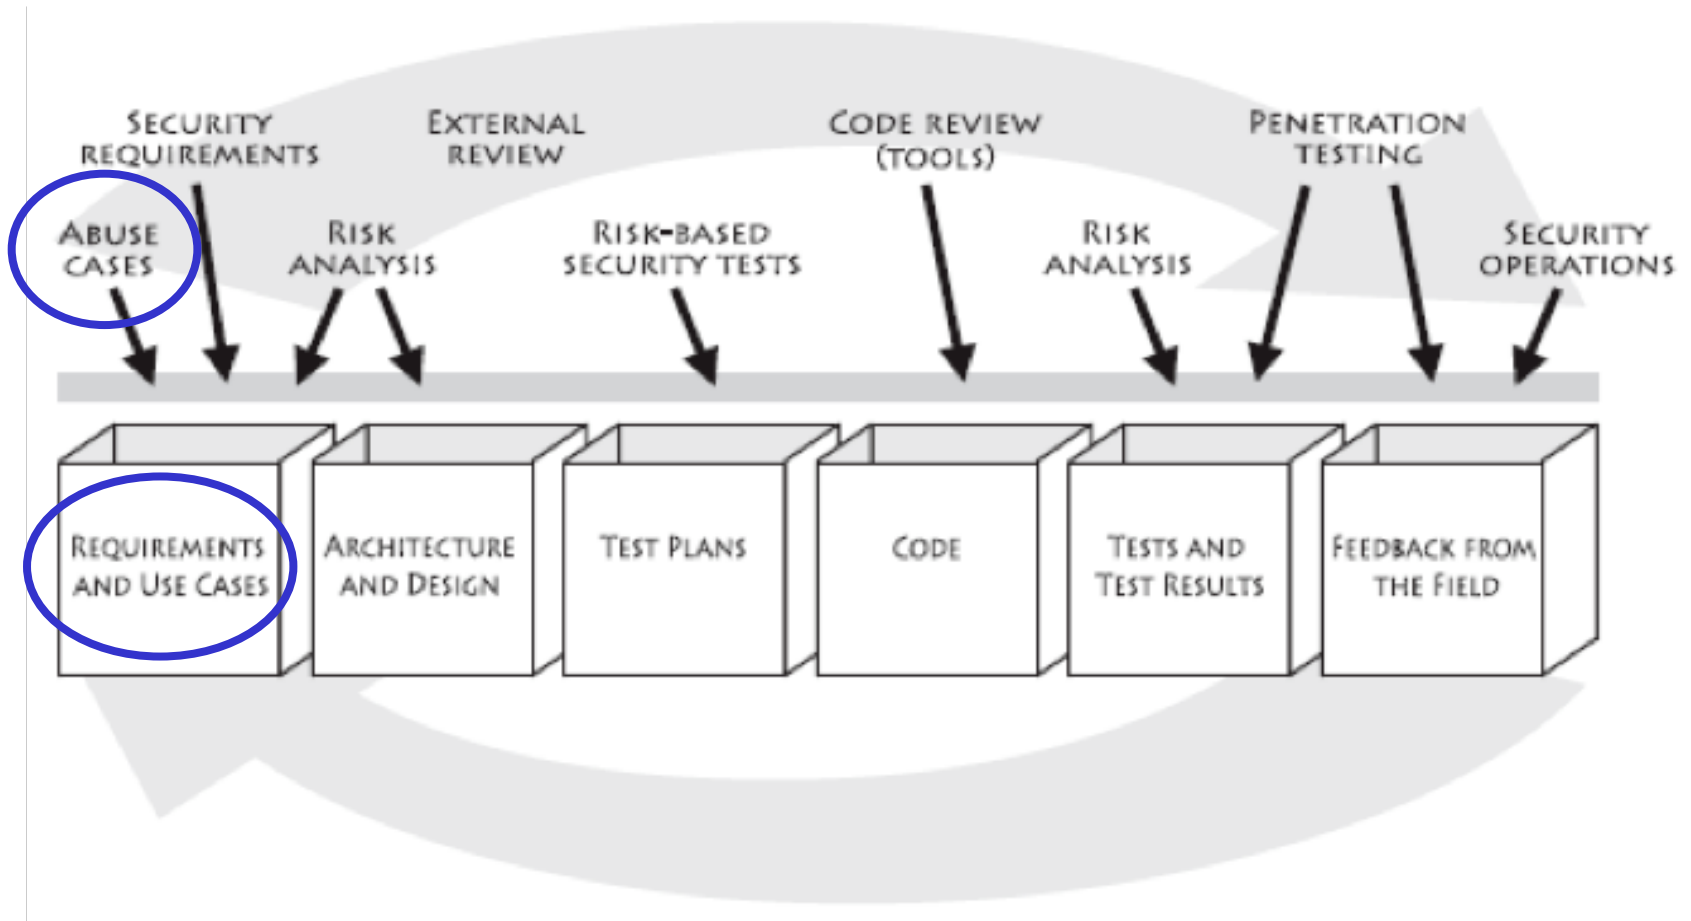 SECURITY
REQUIREMENTS
EXTERNAL
REVIEW
CODE REVIEW
(TOOLS)
PENETRATION
TESTING
ABUSE
CASES
RISK
ANALYSIS
RISK-BASED
SECURITY TESTS
RISK
ANALYSIS
SECURITY
OPERATIONS
REQUIREMENTS
AND USE CASES
ARCHITECTURE
AND DESIGN
TEST PLANS
CODE
TESTS AND
TEST RESULTS
FEEDBACK FROM
THE FIELD